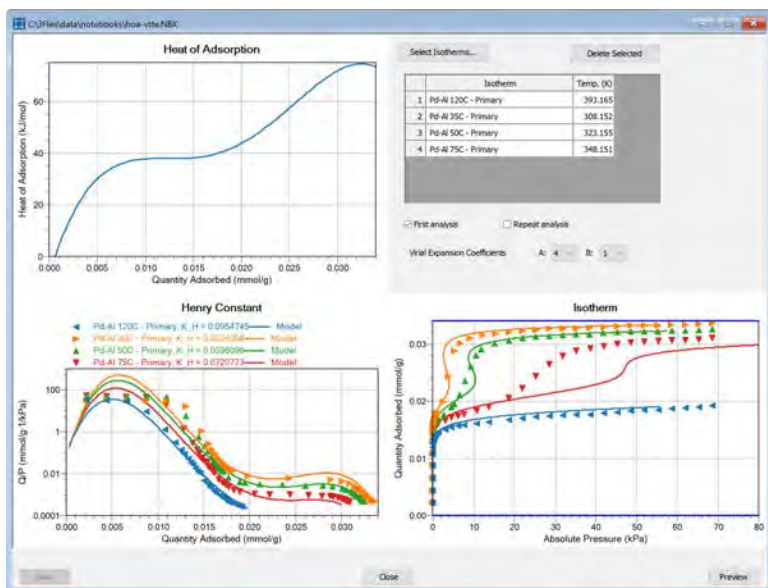 C:\3Flex\data\notebooks\hoa-vtte.NBK
Heat of Adsorption
Heat of Adsorption (kJ/mol)
60
40
20
0
0.000 0.005 0.010 0.015 0.020 0.025 0.030
Quantity Adsorbed (mmol/g)
Select Isotherms...
Delete Selected
Isotherm Temp. (K)
1 Pd-Al 120C - Primary 393.165
2 Pd-Al 35C - Primary 308.152
3 Pd-Al 50C - Primary 323.155
4 Pd-Al 75C - Primary 348.151
First analysis Repeat analysis
Virial Expansion Coefficients A: 4 B: 1
Henry Constant
Pd-Al 120C - Primary, K_H = 0.0954745 Model
Primary, K_H = Model
Pd-Al 50C - Primary, K_H = Model
Pd-Al 75C - Primary, K_H = 0.0720773 Model
Q/P (mmol/g·1/kPa)
100
1
0.01
0.0001
0.000 0.005 0.010 0.015 0.020 0.025 0.030
Quantity Adsorbed (mmol/g)
Isotherm
Quantity Adsorbed (mmol/g)
0.03
0.02
0.01
0.00
0 10 20 30 40 50 60 70 80
Absolute Pressure (kPa)
Close
Preview